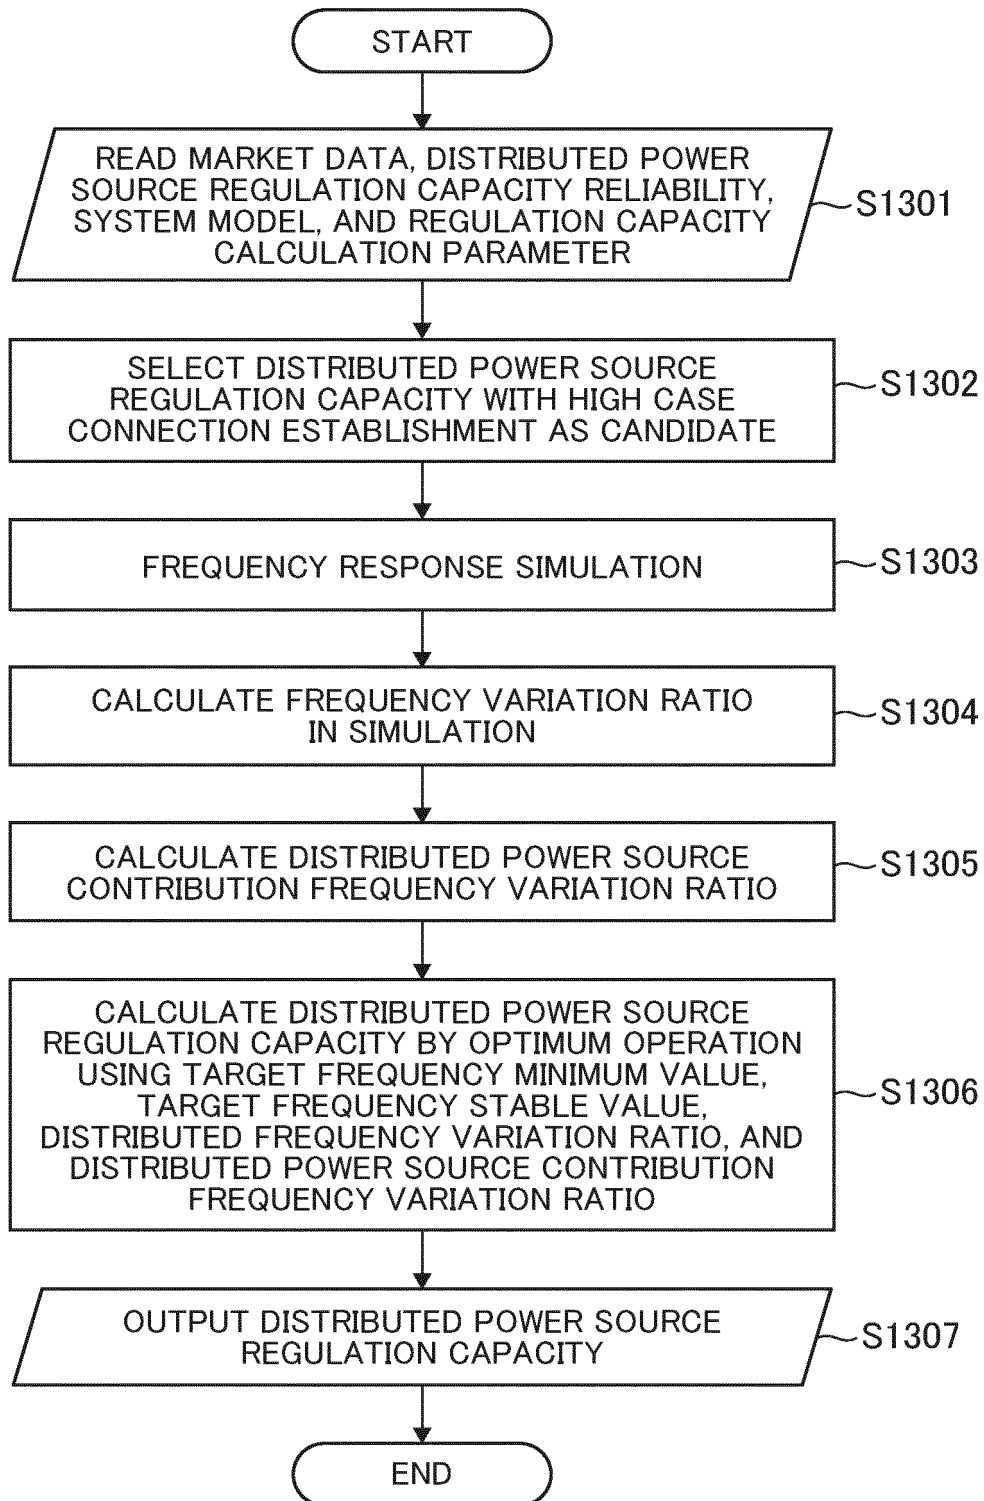 START
READ MARKET DATA, DISTRIBUTED POWER
SOURCE REGULATION CAPACITY RELIABILITY,
SYSTEM MODEL, AND REGULATION CAPACITY
CALCULATION PARAMETER
S1301
SELECT DISTRIBUTED POWER SOURCE
REGULATION CAPACITY WITH HIGH CASE
CONNECTION ESTABLISHMENT AS CANDIDATE
S1302
FREQUENCY RESPONSE SIMULATION
S1303
CALCULATE FREQUENCY VARIATION RATIO
IN SIMULATION
S1304
CALCULATE DISTRIBUTED POWER SOURCE
CONTRIBUTION FREQUENCY VARIATION RATIO
S1305
CALCULATE DISTRIBUTED POWER SOURCE
REGULATION CAPACITY BY OPTIMUM OPERATION
USING TARGET FREQUENCY MINIMUM VALUE,
TARGET FREQUENCY STABLE VALUE,
DISTRIBUTED FREQUENCY VARIATION RATIO, AND
DISTRIBUTED POWER SOURCE CONTRIBUTION
FREQUENCY VARIATION RATIO
S1306
OUTPUT DISTRIBUTED POWER SOURCE
REGULATION CAPACITY
S1307
END